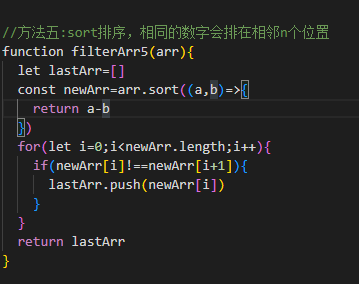 //方法五:sort排序，相同的数字会排在相邻n个位置
function filterArr5(arr){
  let lastArr=[]
  const newArr=arr.sort((a,b)=>{
    return a-b
  })
  for(let i=0;i<newArr.length;i++){
    if(newArr[i]!==newArr[i+1]){
      lastArr.push(newArr[i])
    }
  }
  return lastArr
}